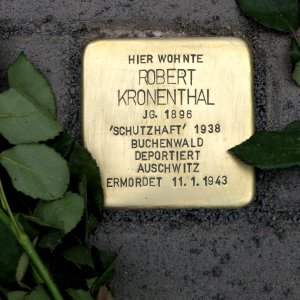 HIER WOHNTE
ROBERT
KRONENTHAL
JG. 1896
'SCHUTZHAFT' 1938
BUCHENWALD
DEPORTIERT
AUSCHWITZ
ERMORDET 11.1.1943